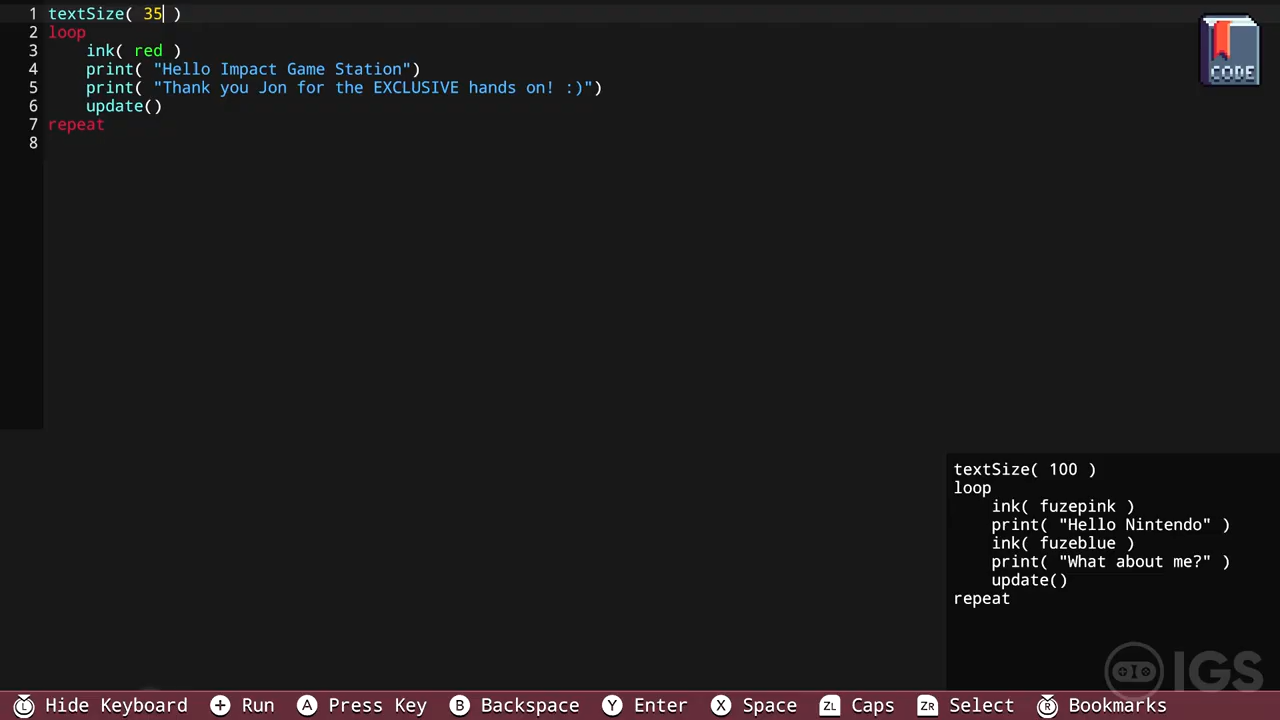 1 textSize( 35 )
2 loop
3 ink( red )
4 print( "Hello Impact Game Station")
5 print( "Thank you Jon for the EXCLUSIVE hands on! :)")
6 update()
7 repeat
8
CODE
textSize( 100 )
loop
ink( fuzepink )
print( "Hello Nintendo" )
ink( fuzeblue )
print( "What about me?" )
update()
repeat
IGS
L Hide Keyboard + Run A Press Key B Backspace Y Enter X Space ZL Caps ZR Select R Bookmarks